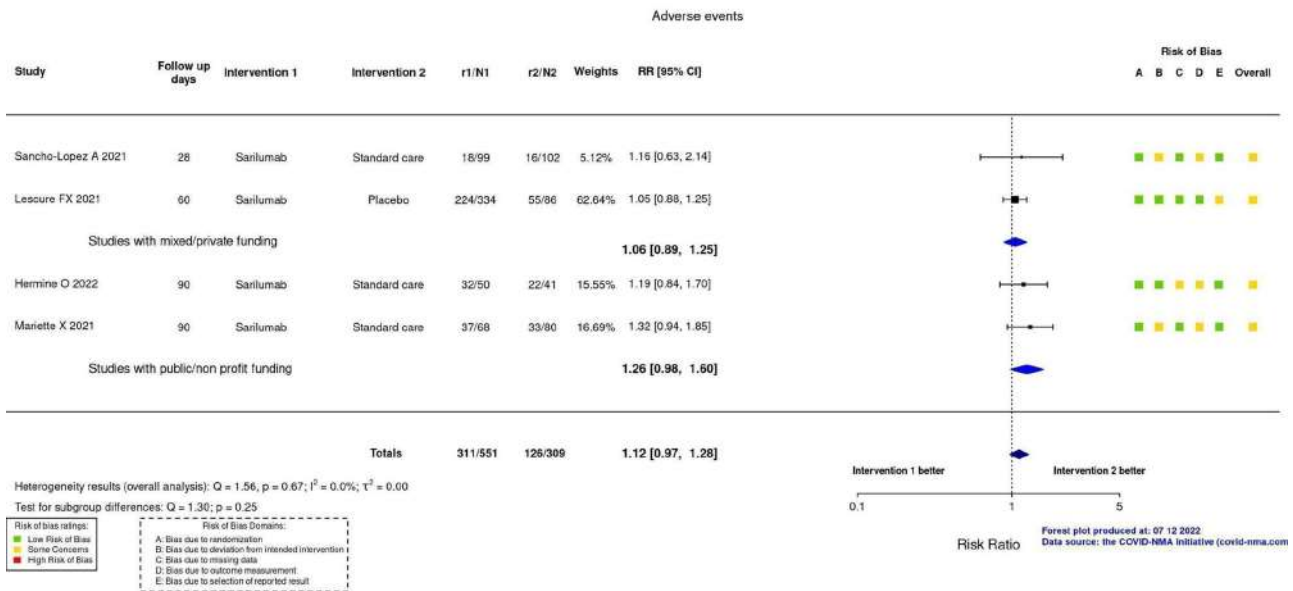 Adverse events
Risk of Bias
Study Follow up days Intervention 1 Intervention 2 r1/N1 r2/N2 Weights RR [95% CI] A B C D E Overall
Sancho-Lopez A 2021 28 Sarilumab Standard care 18/99 16/102 5.12% 1.16 [0.63, 2.14]
Lescure FX 2021 60 Sarilumab Placebo 224/334 55/86 62.64% 1.05 [0.88, 1.25]
Studies with mixed/private funding 1.06 [0.89, 1.25]
Hermine O 2022 90 Sarilumab Standard care 32/50 22/41 15.55% 1.19 [0.84, 1.70]
Mariette X 2021 90 Sarilumab Standard care 37/68 33/80 16.69% 1.32 [0.94, 1.85]
Studies with public/non profit funding 1.26 [0.98, 1.60]
Totals 311/551 126/309 1.12 [0.97, 1.28]
Intervention 1 better Intervention 2 better
Heterogeneity results (overall analysis): Q = 1.56, p = 0.67; I² = 0.0%; τ² = 0.00
Test for subgroup differences: Q = 1.30; p = 0.25
0.1 1 5
Risk Ratio
Forest plot produced at: 07 12 2022
Data source: the COVID-NMA initiative (covid-nma.com
Risk of bias ratings:
Low Risk of Bias
Some Concerns
High Risk of Bias
Risk of Bias Domains:
A: Bias due to randomization
B: Bias due to deviation from intended intervention
C: Bias due to missing data
D: Bias due to outcome measurement
E: Bias due to selection of reported result